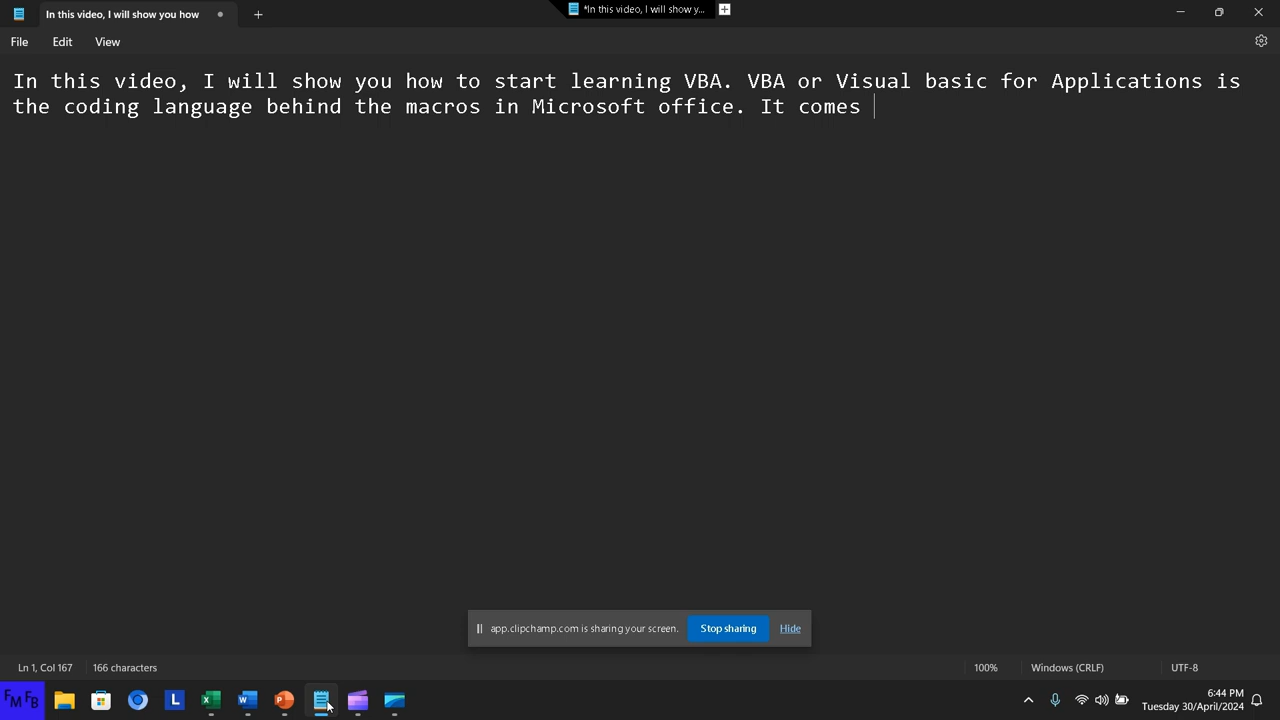 In this video, I will show you how
*In this video, I will show y...
File Edit View
In this video, I will show you how to start learning VBA. VBA or Visual basic for Applications is
the coding language behind the macros in Microsoft office. It comes
app.clipchamp.com is sharing your screen. Stop sharing Hide
Ln 1, Col 167 166 characters 100% Windows (CRLF) UTF-8
FM FB
L
6:44 PM
Tuesday 30/April/2024